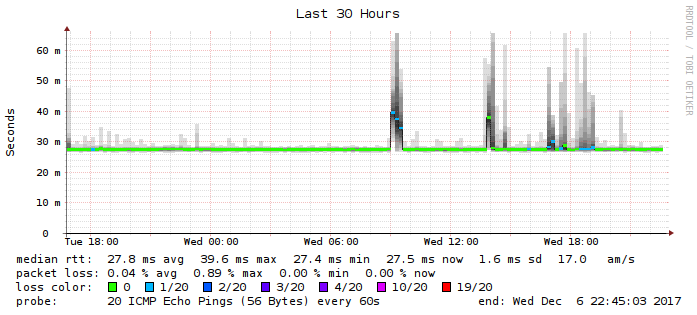 Last 30 Hours
RRDTOOL / TOBI OETIKER
Seconds
60 m
50 m
40 m
30 m
20 m
10 m
0
Tue 18:00 Wed 00:00 Wed 06:00 Wed 12:00 Wed 18:00
median rtt: 27.8 ms avg 39.6 ms max 27.4 ms min 27.5 ms now 1.6 ms sd 17.0 am/s
packet loss: 0.04 % avg 0.89 % max 0.00 % min 0.00 % now
loss color: 0 1/20 2/20 3/20 4/20 10/20 19/20
probe: 20 ICMP Echo Pings (56 Bytes) every 60s end: Wed Dec 6 22:45:03 2017